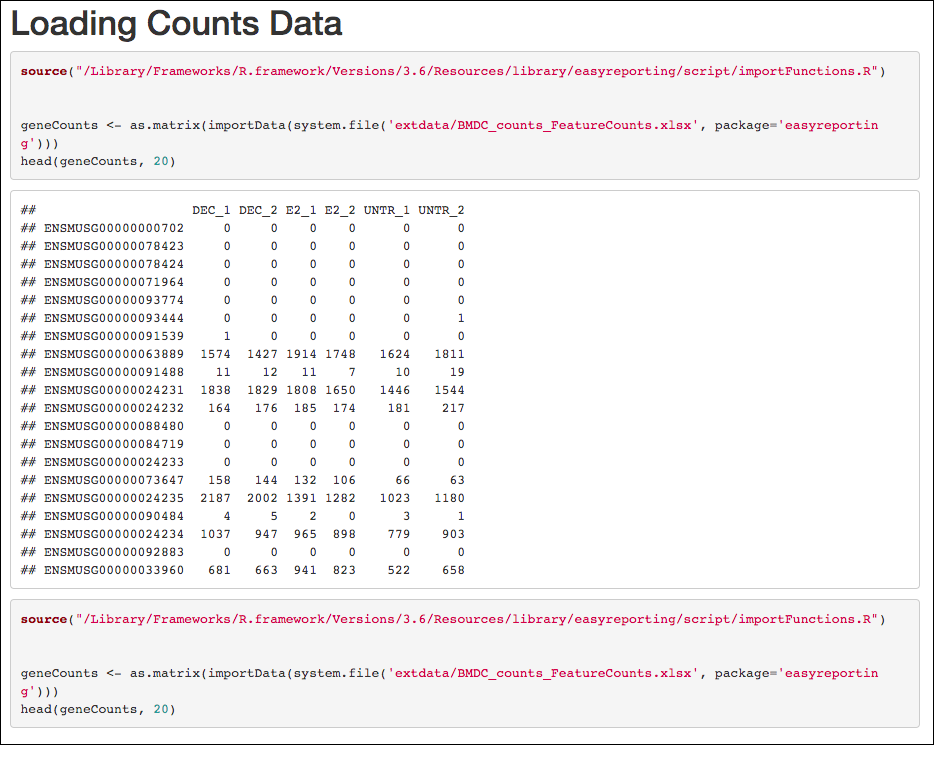 Loading Counts Data
source("/Library/Frameworks/R.framework/Versions/3.6/Resources/library/easyreporting/script/importFunctions.R")
geneCounts <- as.matrix(importData(system.file('extdata/BMDC_counts_FeatureCounts.xlsx', package='easyreportin
g')))
head(geneCounts, 20)
##                    DEC_1 DEC_2 E2_1 E2_2 UNTR_1 UNTR_2
## ENSMUSG00000000702     0     0    0    0      0      0
## ENSMUSG00000078423     0     0    0    0      0      0
## ENSMUSG00000078424     0     0    0    0      0      0
## ENSMUSG00000071964     0     0    0    0      0      0
## ENSMUSG00000093774     0     0    0    0      0      0
## ENSMUSG00000093444     0     0    0    0      0      1
## ENSMUSG00000091539     1     0    0    0      0      0
## ENSMUSG00000063889  1574  1427 1914 1748   1624   1811
## ENSMUSG00000091488    11    12   11    7     10     19
## ENSMUSG00000024231  1838  1829 1808 1650   1446   1544
## ENSMUSG00000024232   164   176  185  174    181    217
## ENSMUSG00000088480     0     0    0    0      0      0
## ENSMUSG00000084719     0     0    0    0      0      0
## ENSMUSG00000024233     0     0    0    0      0      0
## ENSMUSG00000073647   158   144  132  106     66     63
## ENSMUSG00000024235  2187  2002 1391 1282   1023   1180
## ENSMUSG00000090484     4     5    2    0      3      1
## ENSMUSG00000024234  1037   947  965  898    779    903
## ENSMUSG00000092883     0     0    0    0      0      0
## ENSMUSG00000033960   681   663  941  823    522    658
source("/Library/Frameworks/R.framework/Versions/3.6/Resources/library/easyreporting/script/importFunctions.R")
geneCounts <- as.matrix(importData(system.file('extdata/BMDC_counts_FeatureCounts.xlsx', package='easyreportin
g')))
head(geneCounts, 20)